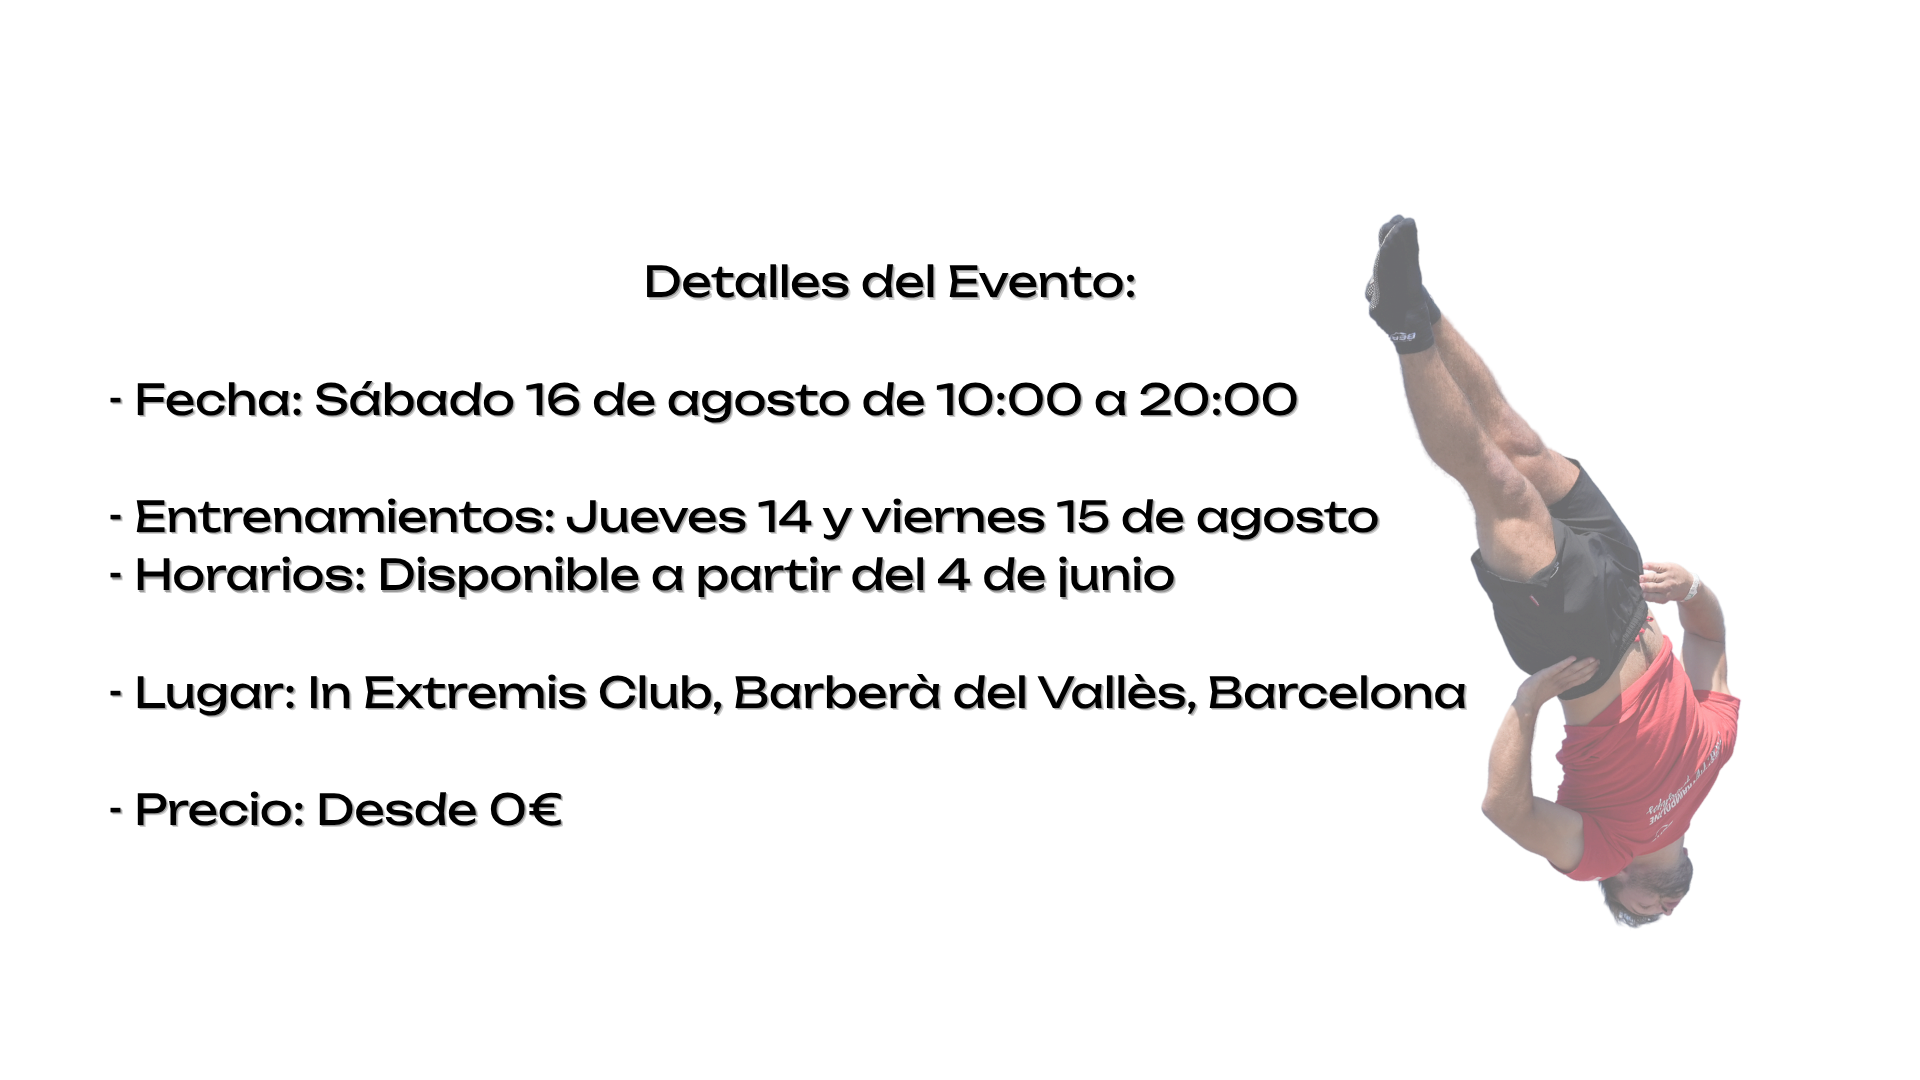 Detalles del Evento:
- Fecha: Sábado 16 de agosto de 10:00 a 20:00
- Entrenamientos: Jueves 14 y viernes 15 de agosto
- Horarios: Disponible a partir del 4 de junio
- Lugar: In Extremis Club, Barberà del Vallès, Barcelona
- Precio: Desde 0€